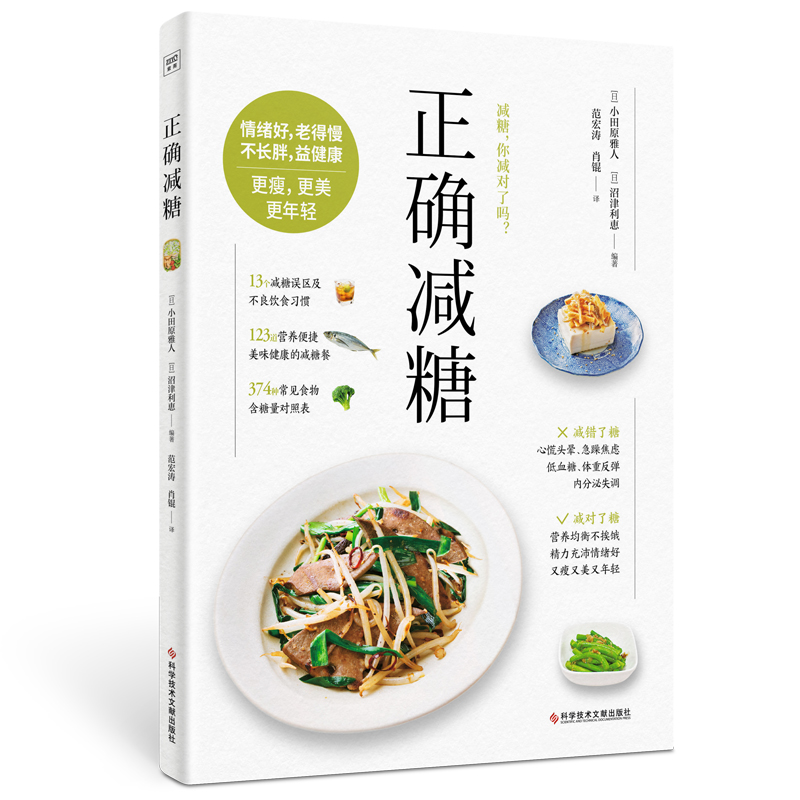 正确减糖
[日]小田原雅人 [日]沼津利惠——编著
范宏涛 肖锟——译
科学技术文献出版社
情绪好,老得慢
不长胖,益健康
更瘦,更美
更年轻
正确减糖
减糖,你减对了吗?
[日]小田原雅人 [日]沼津利惠——编著
范宏涛 肖锟——译
13个减糖误区及
不良饮食习惯
123道营养便捷
美味健康的减糖餐
374种常见食物
含糖量对照表
减错了糖
心慌头晕、急躁焦虑
低血糖、体重反弹
内分泌失调
减对了糖
营养均衡不挨饿
精力充沛情绪好
又瘦又美又年轻
科学技术文献出版社
SCIENTIFIC AND TECHNICAL DOCUMENTATION PRESS